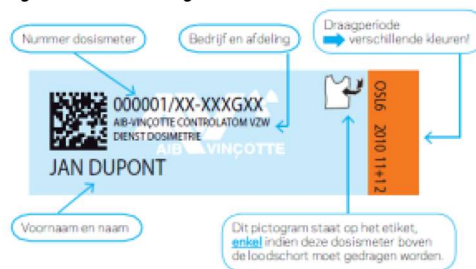 Nummer dosismeter
Bedrijf en afdeling
Draagperiode
verschillende kleuren!
000001/XX-XXXGXX
AIB-VINÇOTTE CONTROLATOM VZW
DIENST DOSIMETRIE
AIB VINÇOTTE
JAN DUPONT
OSL6 2010 11+12
Voornaam en naam
Dit pictogram staat op het etiket,
enkel indien deze dosismeter boven
de loodschort moet gedragen worden.